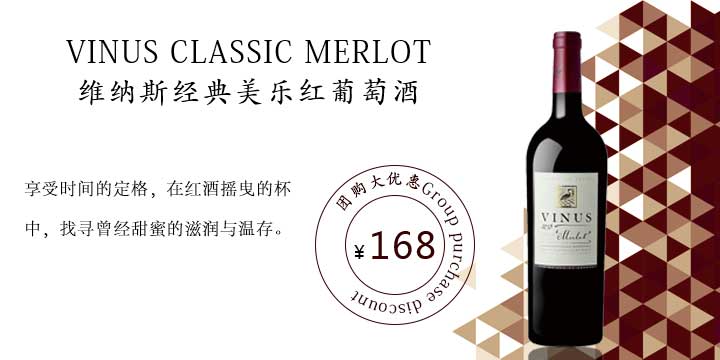 VINUS CLASSIC MERLOT
维纳斯经典美乐红葡萄酒
享受时间的定格，在红酒摇曳的杯
中，找寻曾经甜蜜的滋润与温存。
团购大优惠Group purchase discount
¥168
VINUS
Merlot